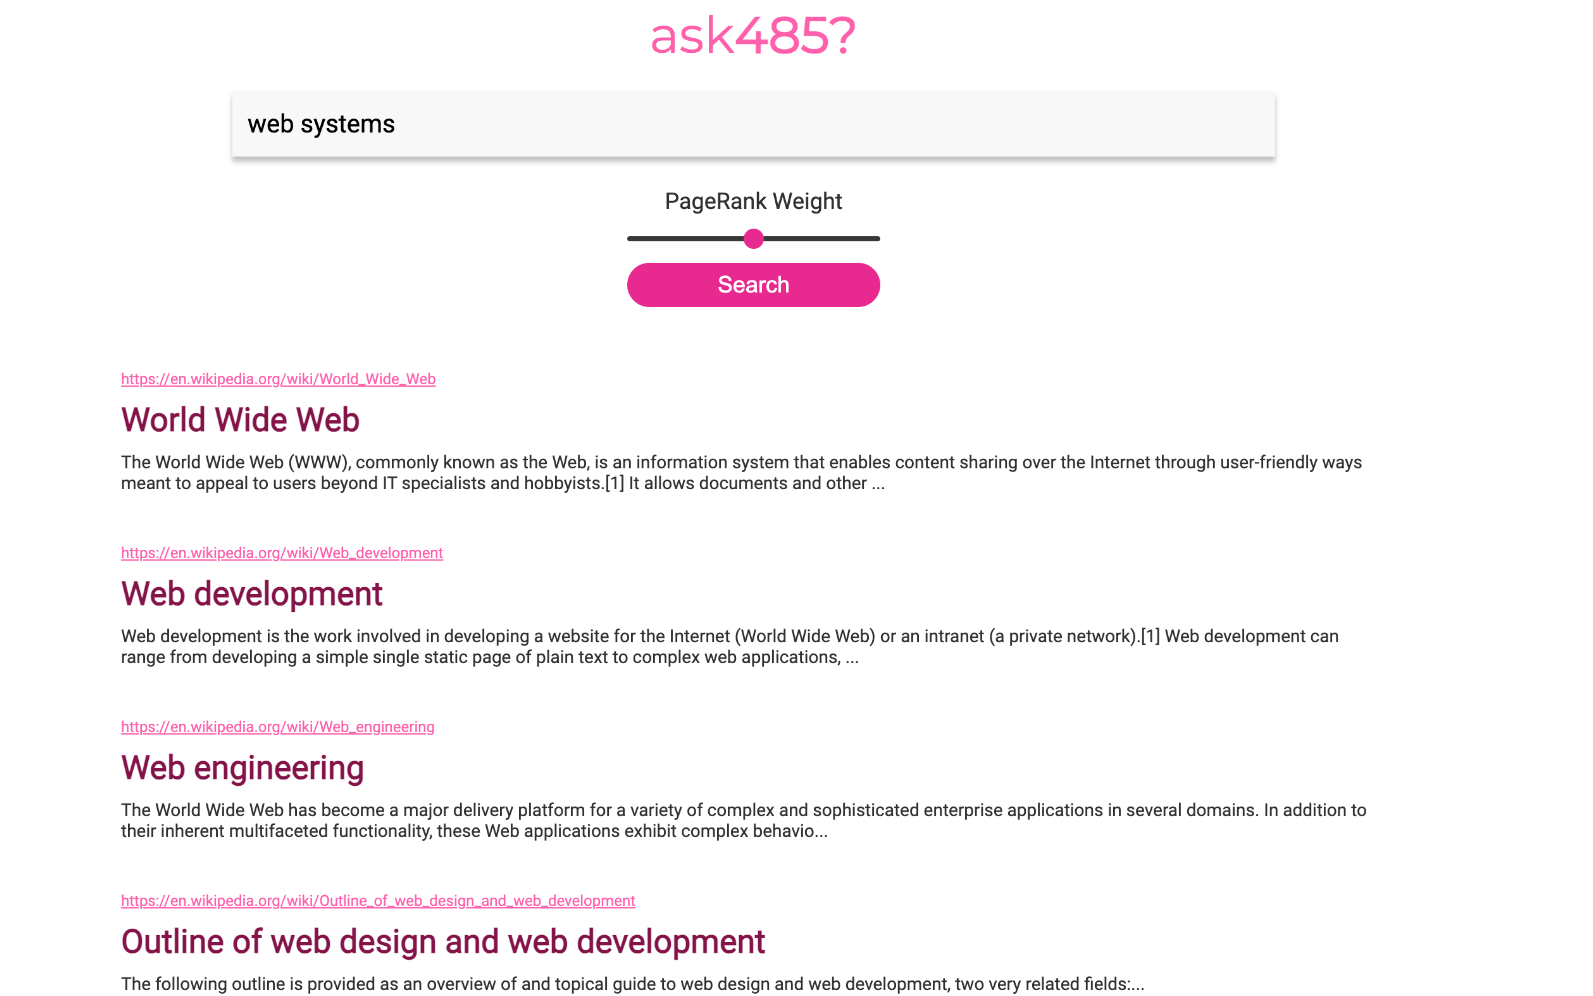 ask485?
web systems
PageRank Weight
Search
https://en.wikipedia.org/wiki/World_Wide_Web
World Wide Web
The World Wide Web (WWW), commonly known as the Web, is an information system that enables content sharing over the Internet through user-friendly ways
meant to appeal to users beyond IT specialists and hobbyists.[1] It allows documents and other ...
https://en.wikipedia.org/wiki/Web_development
Web development
Web development is the work involved in developing a website for the Internet (World Wide Web) or an intranet (a private network).[1] Web development can
range from developing a simple single static page of plain text to complex web applications, ...
https://en.wikipedia.org/wiki/Web_engineering
Web engineering
The World Wide Web has become a major delivery platform for a variety of complex and sophisticated enterprise applications in several domains. In addition to
their inherent multifaceted functionality, these Web applications exhibit complex behavio...
https://en.wikipedia.org/wiki/Outline_of_web_design_and_web_development
Outline of web design and web development
The following outline is provided as an overview of and topical guide to web design and web development, two very related fields:...